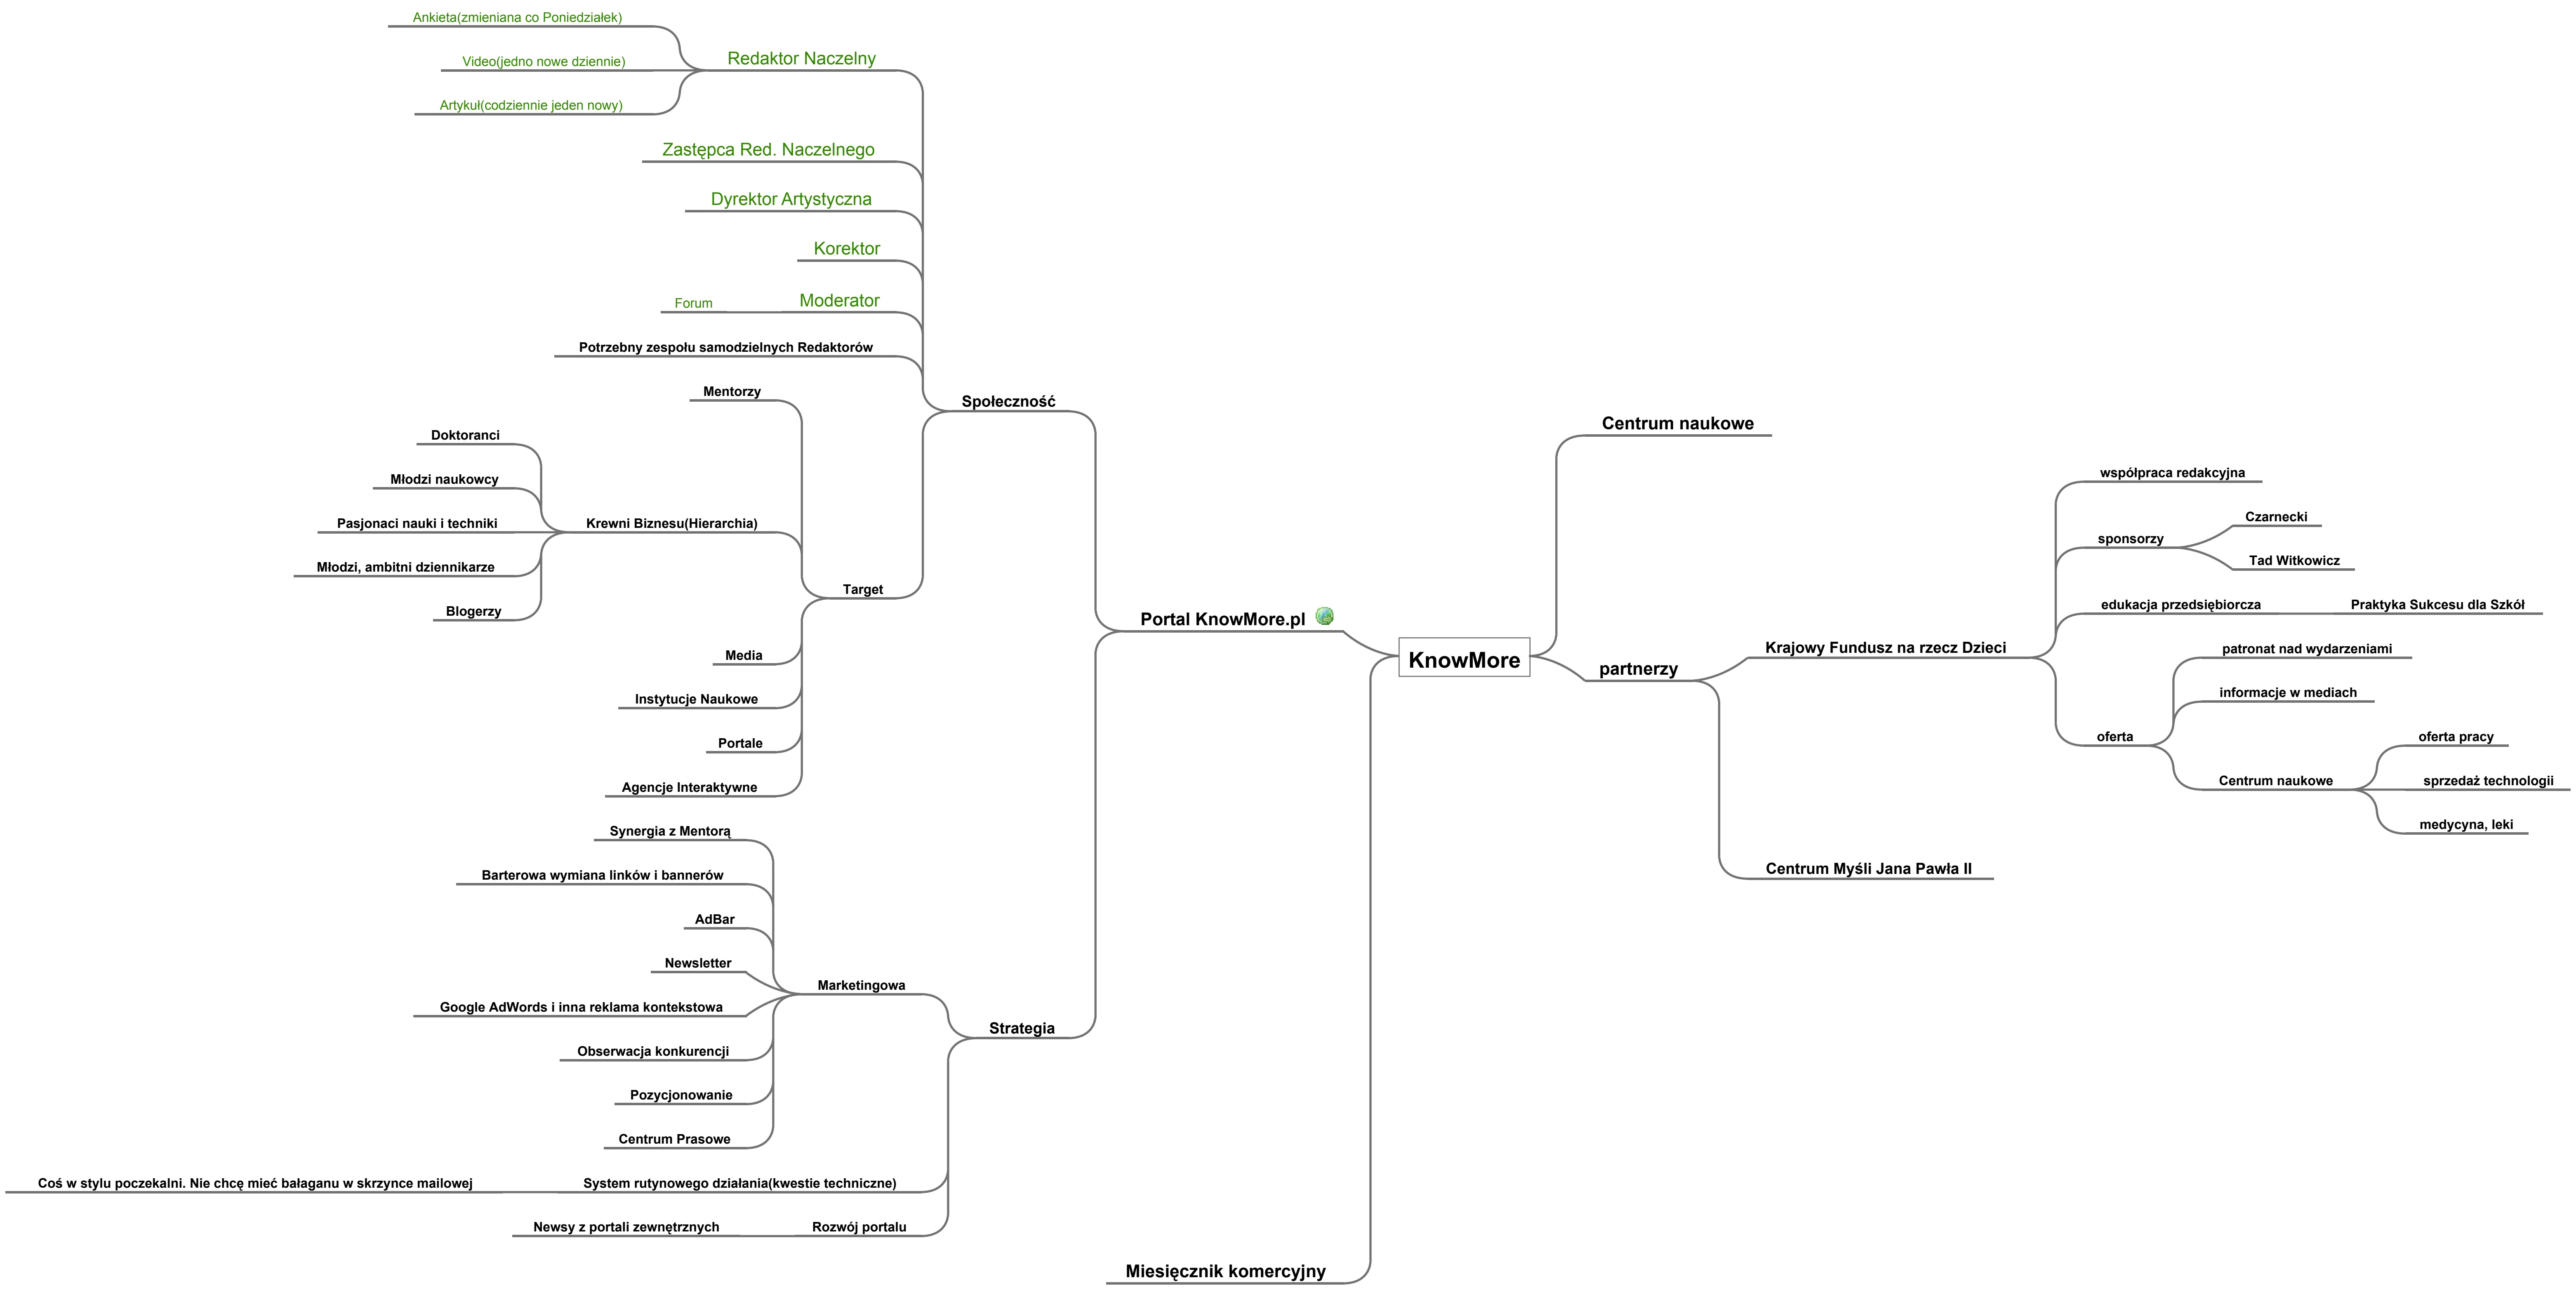 Ankieta(zmieniana co Poniedziałek)
Video(jedno nowe dziennie)
Artykuł(codziennie jeden nowy)
Redaktor Naczelny
Zastępca Red. Naczelnego
Dyrektor Artystyczna
Korektor
Forum
Moderator
Potrzebny zespołu samodzielnych Redaktorów
Społeczność
Mentorzy
Doktoranci
Młodzi naukowcy
Pasjonaci nauki i techniki
Młodzi, ambitni dziennikarze
Blogerzy
Krewni Biznesu(Hierarchia)
Target
Media
Instytucje Naukowe
Portale
Agencje Interaktywne
Portal KnowMore.pl
Synergia z Mentorą
Barterowa wymiana linków i bannerów
AdBar
Newsletter
Google AdWords i inna reklama kontekstowa
Obserwacja konkurencji
Pozycjonowanie
Centrum Prasowe
Marketingowa
Strategia
Coś w stylu poczekalni. Nie chcę mieć bałaganu w skrzynce mailowej
System rutynowego działania(kwestie techniczne)
Newsy z portali zewnętrznych
Rozwój portalu
Miesięcznik komercyjny
KnowMore
Centrum naukowe
partnerzy
Krajowy Fundusz na rzecz Dzieci
współpraca redakcyjna
sponsorzy
Czarnecki
Tad Witkowicz
edukacja przedsiębiorcza
Praktyka Sukcesu dla Szkół
oferta
patronat nad wydarzeniami
informacje w mediach
Centrum naukowe
oferta pracy
sprzedaż technologii
medycyna, leki
Centrum Myśli Jana Pawła II